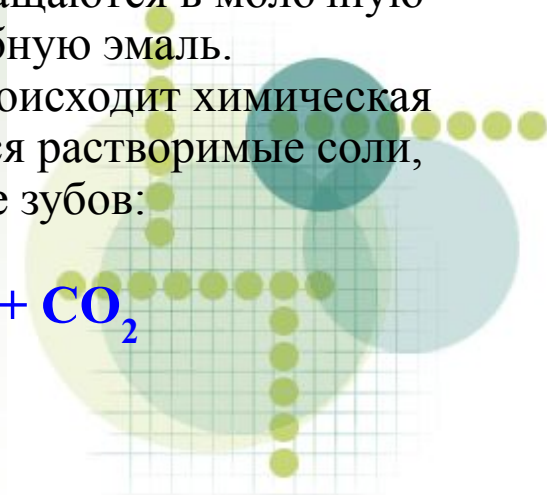 ащаются в молочную
бную эмаль.
оисходит химическая
ся растворимые соли,
е зубов:
+ CO₂